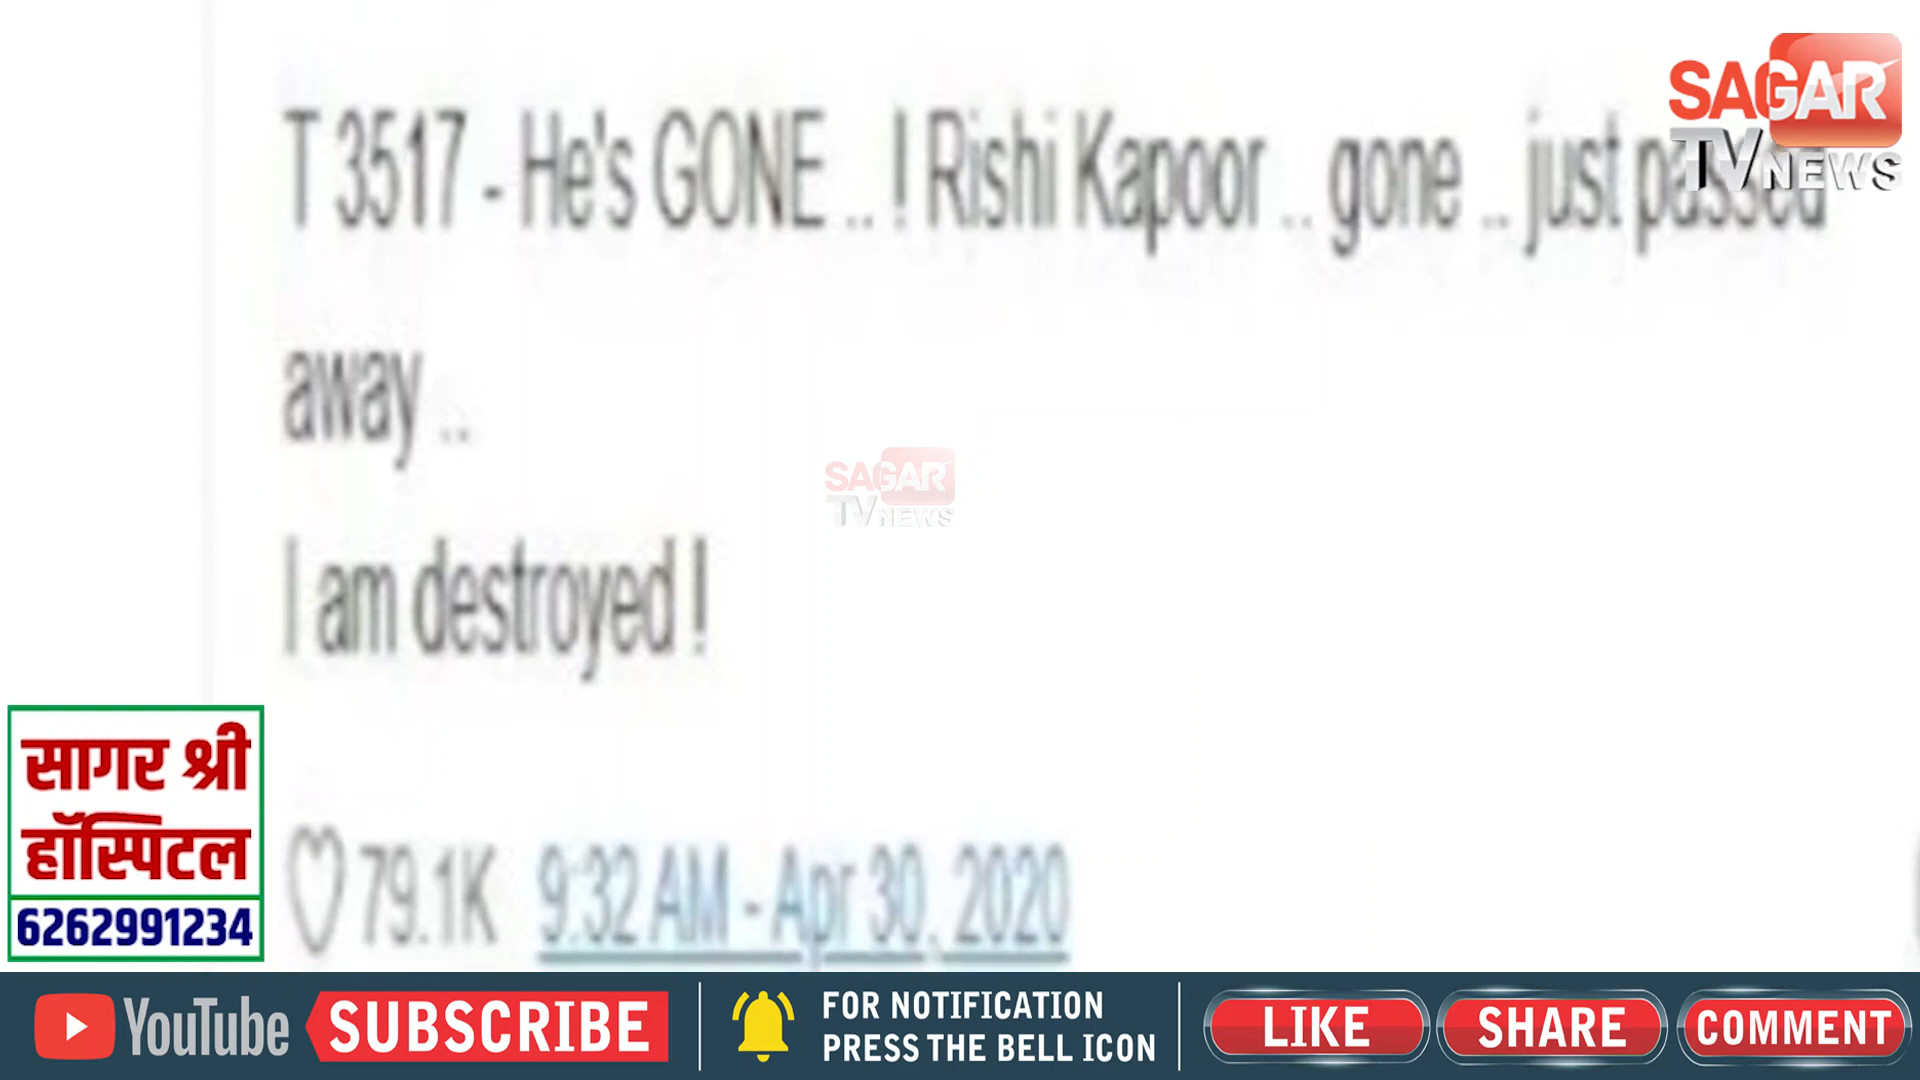 SAGAR
TV NEWS
T 3517 - He's GONE .. ! Rishi Kapoor .. gone .. just passed
away ..
I am destroyed !
SAGAR
TV NEWS
सागर श्री
हॉस्पिटल
6262991234
79.1K 9:32 AM - Apr 30, 2020
YouTube SUBSCRIBE
FOR NOTIFICATION
PRESS THE BELL ICON
LIKE SHARE COMMENT